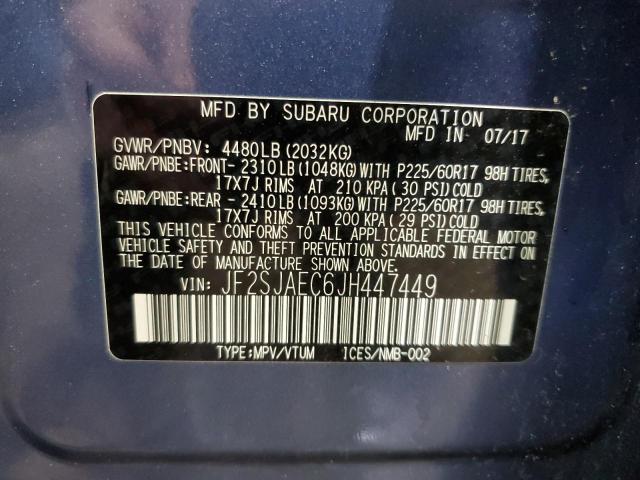 MFD BY SUBARU CORPORATION
MFD IN 07/17
GVWR/PNBV: 4480LB (2032KG)
GAWR/PNBE:FRONT- 2310LB (1048KG) WITH P225/60R17 98H TIRES,
17X7J RIMS AT 210 KPA (30 PSI) COLD
GAWR/PNBE:REAR - 2410LB (1093KG) WITH P225/60R17 98H TIRES,
17X7J RIMS AT 200 KPA (29 PSI) COLD
THIS VEHICLE CONFORMS TO ALL APPLICABLE FEDERAL MOTOR
VEHICLE SAFETY AND THEFT PREVENTION STANDARDS IN EFFECT ON
THE DATE OF MANUFACTURE SHOWN ABOVE.
VIN: JF2SJAEC6JH447449
TYPE:MPV/VTUM ICES/NMB-002